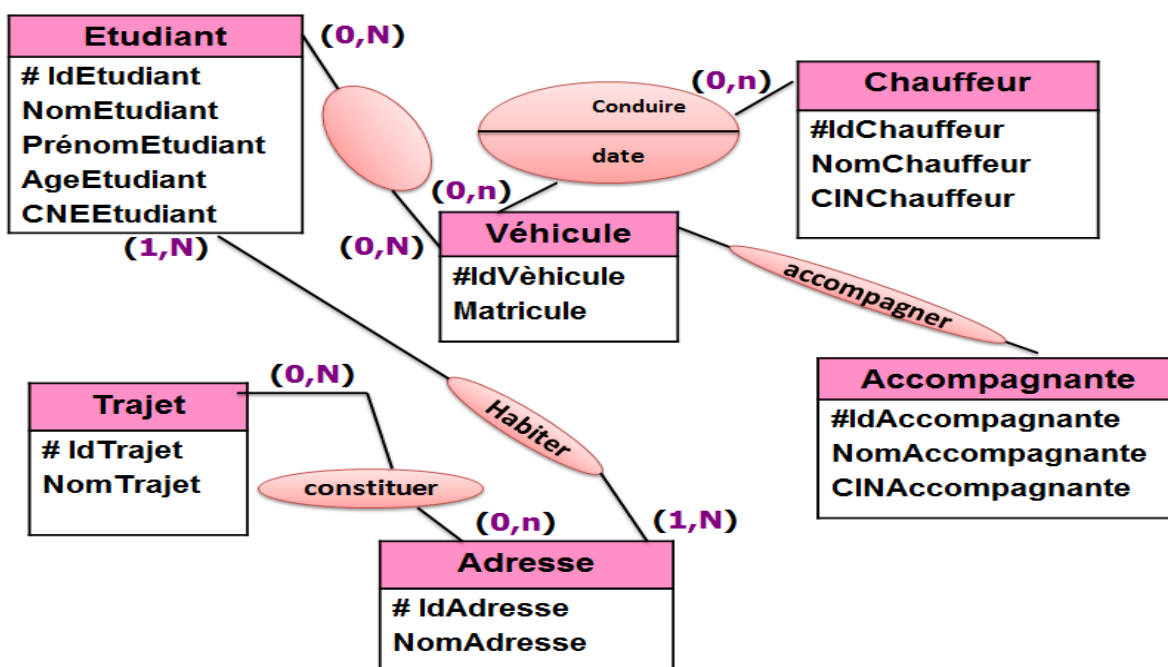 Etudiant
# IdEtudiant
NomEtudiant
PrénomEtudiant
AgeEtudiant
CNEEtudiant
(0,N)
(0,N)
(1,N)
Conduire
date
(0,n)
(0,n)
Chauffeur
#IdChauffeur
NomChauffeur
CINChauffeur
Véhicule
#IdVèhicule
Matricule
accompagner
Accompagnante
#IdAccompagnante
NomAccompagnante
CINAccompagnante
Trajet
# IdTrajet
NomTrajet
(0,N)
constituer
(0,n)
Habiter
(1,N)
Adresse
# IdAdresse
NomAdresse